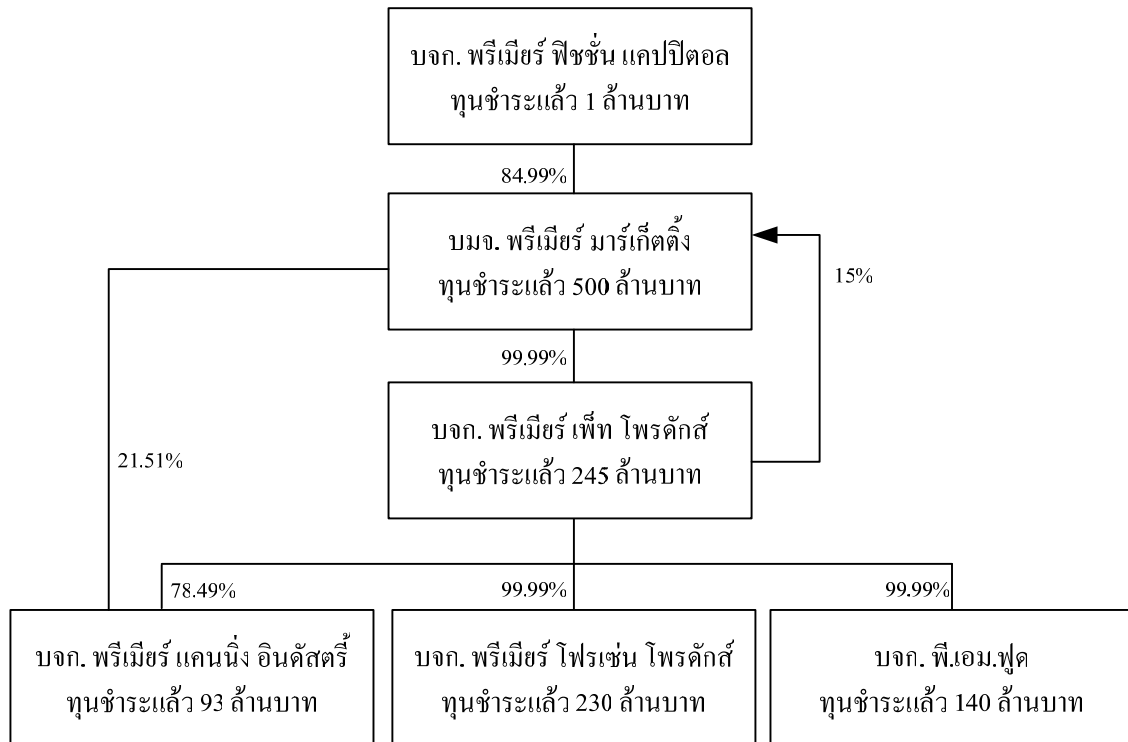 บจก. พรีเมียร์ ฟิชชั่น แคปปิตอล
ทุนชำระแล้ว 1 ล้านบาท
84.99%
บมจ. พรีเมียร์ มาร์เก็ตติ้ง
ทุนชำระแล้ว 500 ล้านบาท
15%
99.99%
บจก. พรีเมียร์ เพ็ท โพรดักส์
ทุนชำระแล้ว 245 ล้านบาท
21.51%
78.49%
99.99%
99.99%
บจก. พรีเมียร์ แคนนิ่ง อินดัสตรี้
ทุนชำระแล้ว 93 ล้านบาท
บจก. พรีเมียร์ โฟรเซ่น โพรดักส์
ทุนชำระแล้ว 230 ล้านบาท
บจก. พี.เอม.ฟูด
ทุนชำระแล้ว 140 ล้านบาท